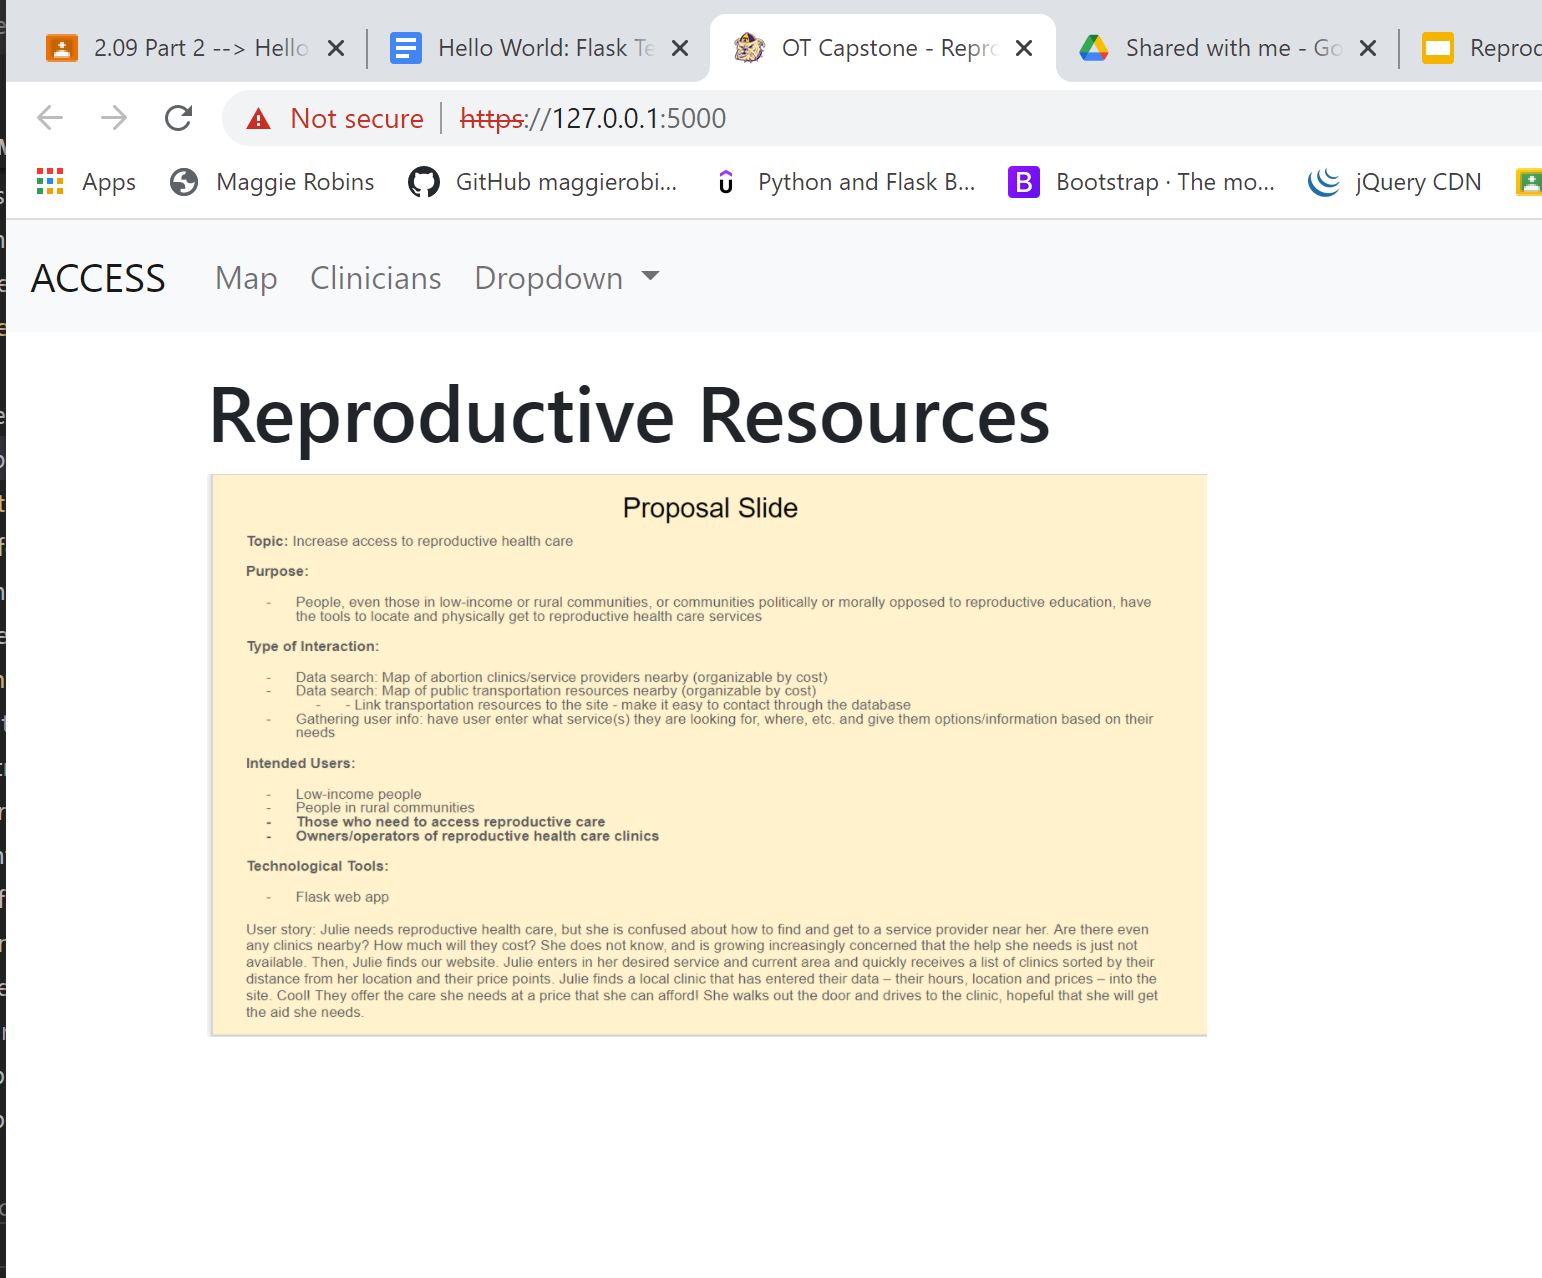 2.09 Part 2 --> Hello
Hello World: Flask Te
OT Capstone - Repro
Shared with me - Go
Reproc
Not secure
https://127.0.0.1:5000
Apps
Maggie Robins
GitHub maggierobi...
Python and Flask B...
Bootstrap · The mo...
jQuery CDN
ACCESS
Map
Clinicians
Dropdown
Reproductive Resources
Proposal Slide
Topic: Increase access to reproductive health care
Purpose:
- People, even those in low-income or rural communities, or communities politically or morally opposed to reproductive education, have
the tools to locate and physically get to reproductive health care services
Type of Interaction:
- Data search: Map of abortion clinics/service providers nearby (organizable by cost)
- Data search: Map of public transportation resources nearby (organizable by cost)
- - Link transportation resources to the site - make it easy to contact through the database
- Gathering user info: have user enter what service(s) they are looking for, where, etc. and give them options/information based on their
needs
Intended Users:
- Low-income people
- People in rural communities
- Those who need to access reproductive care
- Owners/operators of reproductive health care clinics
Technological Tools:
- Flask web app
User story: Julie needs reproductive health care, but she is confused about how to find and get to a service provider near her. Are there even
any clinics nearby? How much will they cost? She does not know, and is growing increasingly concerned that the help she needs is just not
available. Then, Julie finds our website. Julie enters in her desired service and current area and quickly receives a list of clinics sorted by their
distance from her location and their price points. Julie finds a local clinic that has entered their data – their hours, location and prices – into the
site. Cool! They offer the care she needs at a price that she can afford! She walks out the door and drives to the clinic, hopeful that she will get
the aid she needs.